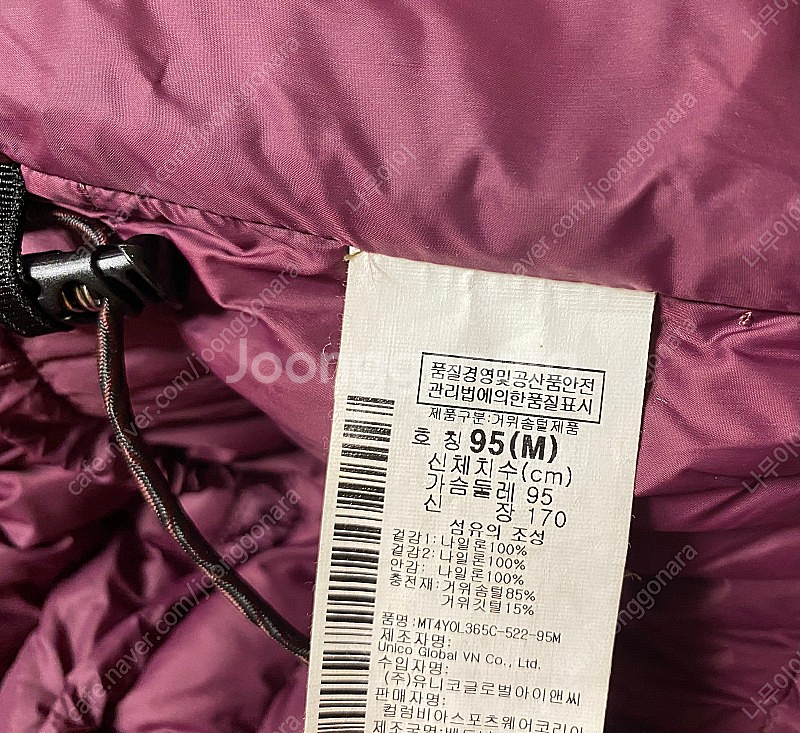 품질경영및공산품안전
관리법에의한품질표시
제품구분:거위솜털제품
호 칭 95(M)
신체치수(cm)
가슴둘레 95
신 장 170
섬유의 조성
겉감1: 나일론100%
겉감2: 나일론100%
안감: 나일론100%
충전재: 거위솜털85%
거위깃털15%
품명: MT4YOL365C-522-95M
제조자명:
Unico Global VN Co., Ltd.
수입자명:
(주)유니코글로벌아이앤씨
판매자명:
컬럼비아스포츠웨어코리아
cafe.naver.com/joonggonara
나무이이